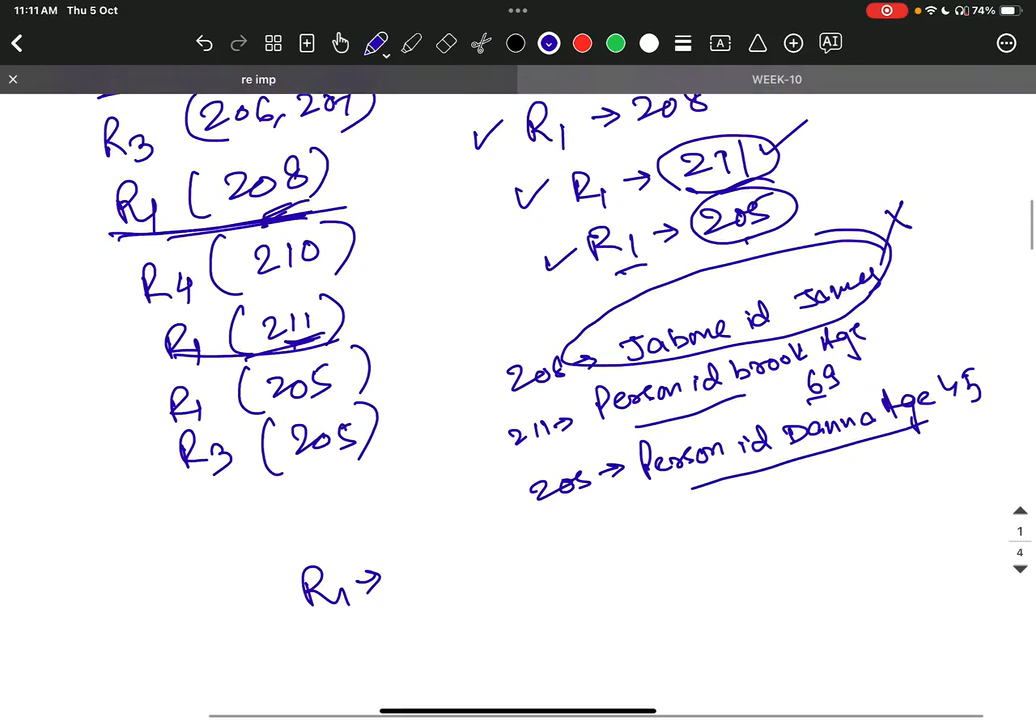 11:11 AM Thu 5 Oct
74%
re imp
WEEK-10
R3 (206, 207)
R1 (208)
R4 (210)
R1 (211)
R1 (205)
R3 (205)
✓ R1 → 208
✓ R1 → 211 ✓
✓ R1 → 205
208 → Jabome id James X
211 → Person id brook Age 69
205 → Person id Danna Age 45
R1 →
A
AI
1
4